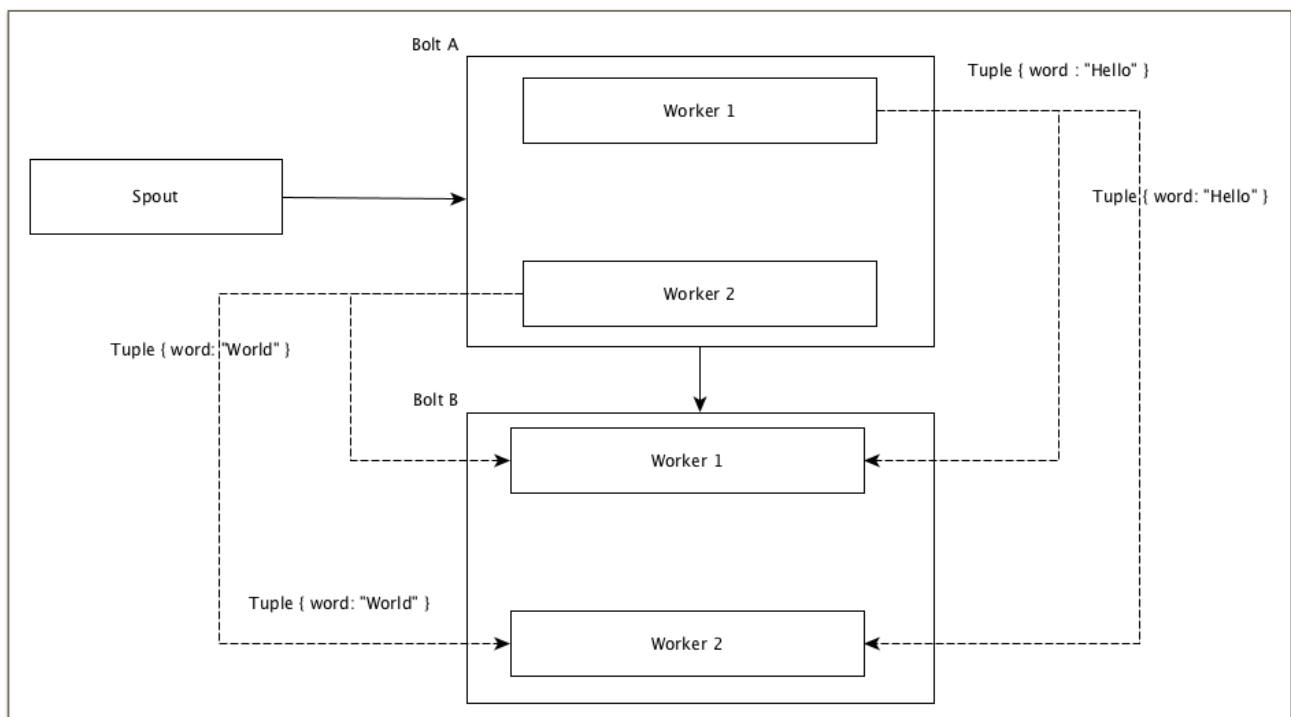 Bolt A
Tuple { word : "Hello" }
Worker 1
Spout
Tuple { word: "Hello" }
Worker 2
Tuple { word: "World" }
Bolt B
Worker 1
Tuple { word: "World" }
Worker 2